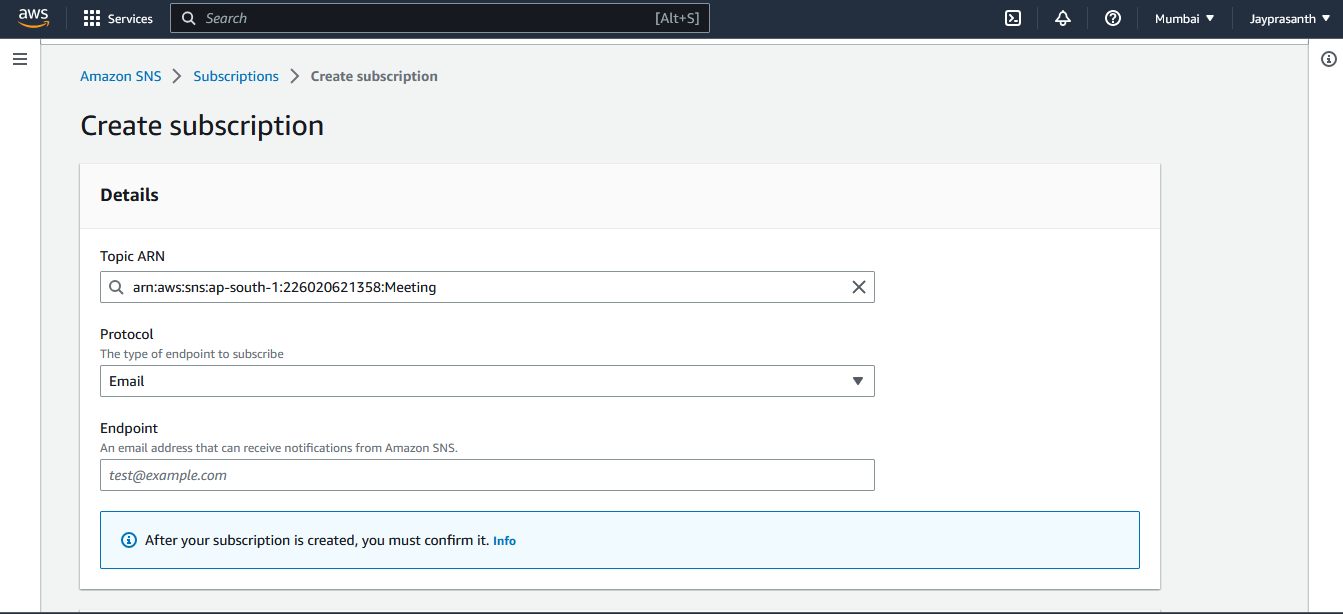 aws Services Search [Alt+S] Mumbai Jayprasanth
Amazon SNS Subscriptions Create subscription
Create subscription
Details
Topic ARN
arn:aws:sns:ap-south-1:226020621358:Meeting
Protocol
The type of endpoint to subscribe
Email
Endpoint
An email address that can receive notifications from Amazon SNS.
test@example.com
After your subscription is created, you must confirm it. Info